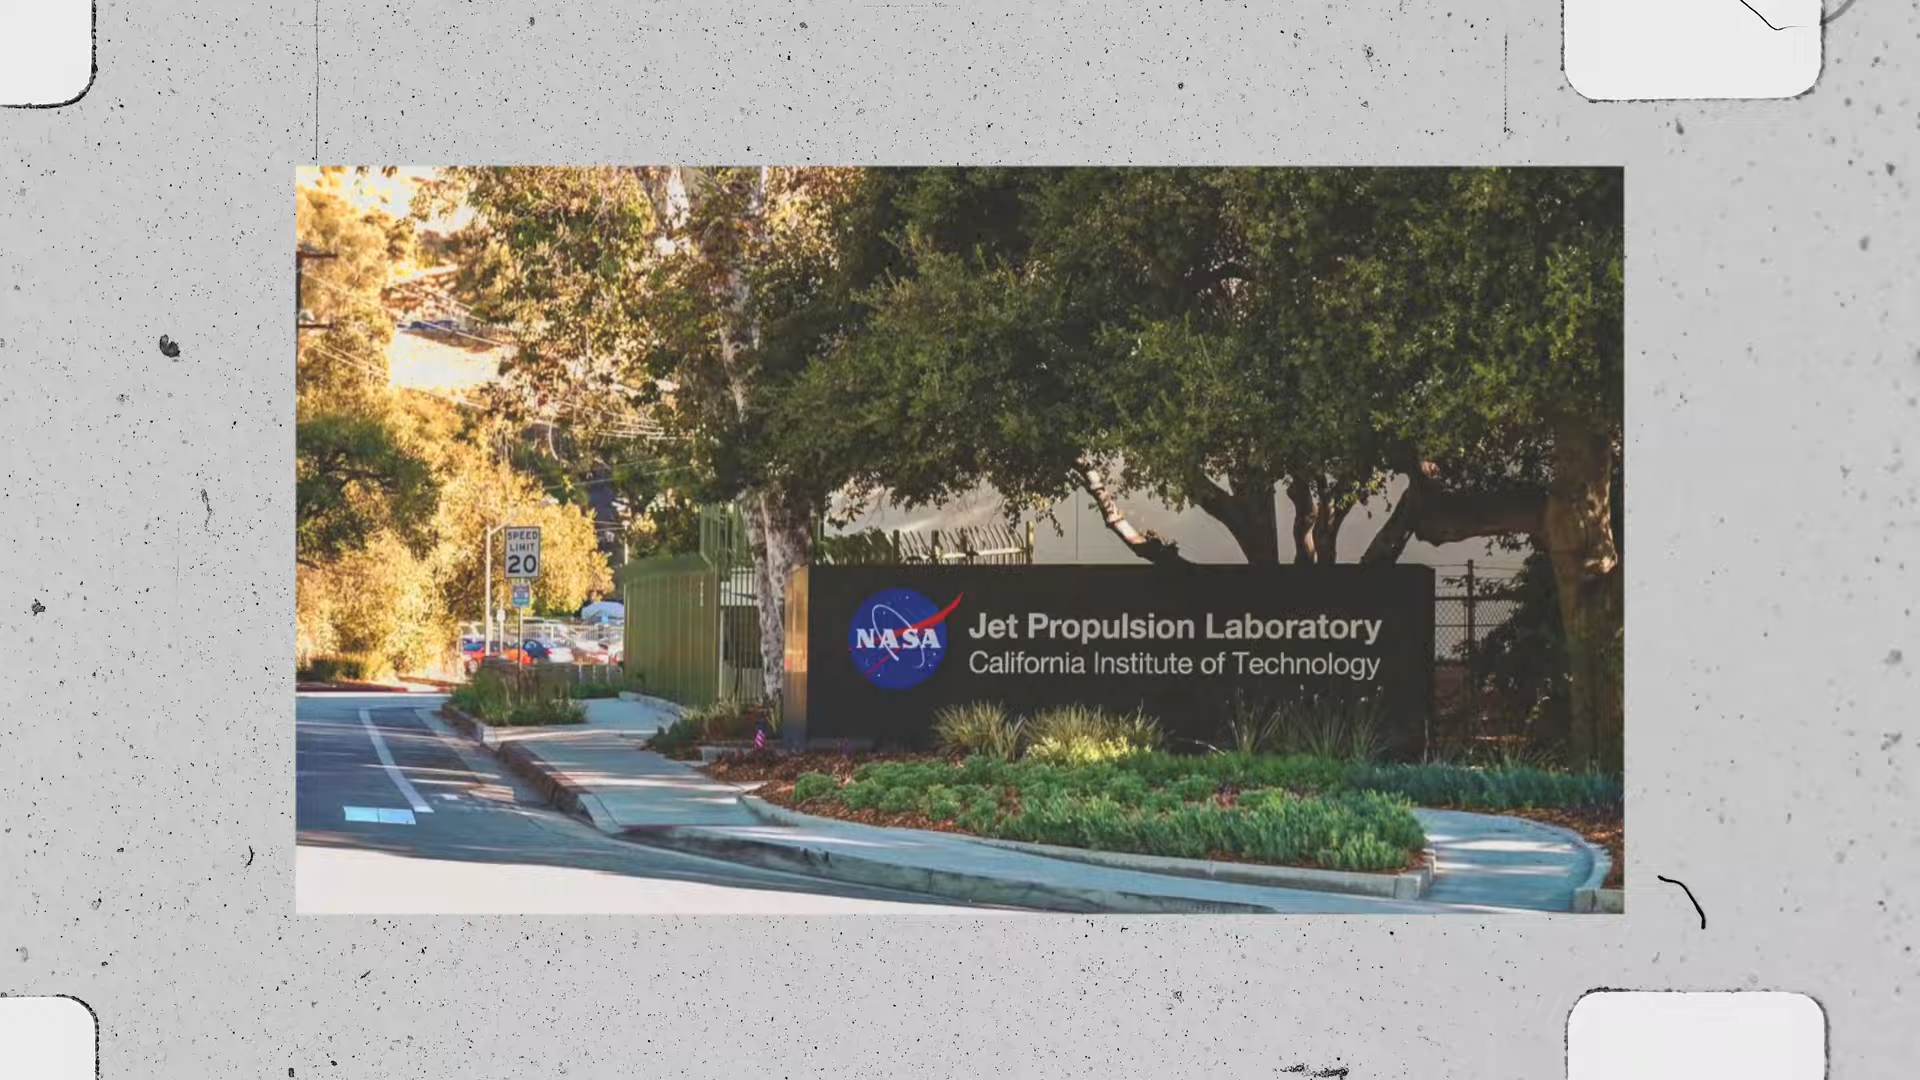 SPEED
LIMIT
20
NASA
Jet Propulsion Laboratory
California Institute of Technology